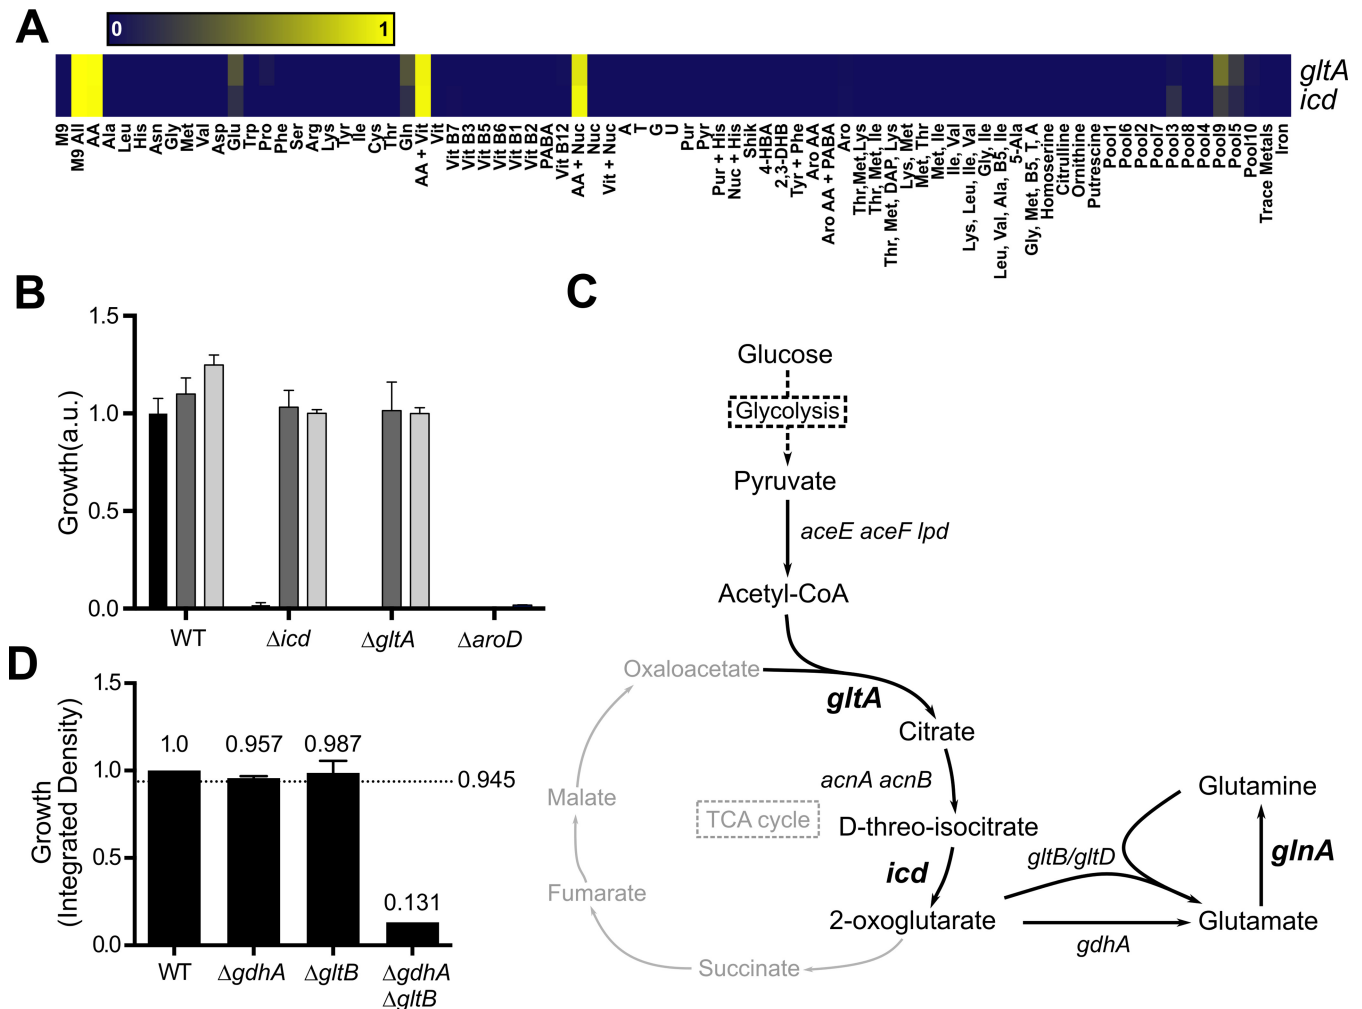 A
0
1
gltA
icd
M9
M9 All
AA
Ala
Leu
His
Asn
Gly
Met
Val
Asp
Glu
Trp
Pro
Phe
Ser
Arg
Lys
Tyr
Ile
Cys
Thr
Gln
AA + Vit
Vit
Vit B7
Vit B3
Vit B5
Vit B6
Vit B1
Vit B2
PABA
Vit B12
AA + Nuc
Nuc
Vit + Nuc
A
T
G
U
Pur
Pyr
Pur + His
Nuc + His
Shik
4-HBA
2,3-DHB
Tyr + Phe
Aro AA
Aro AA + PABA
Aro
Thr,Met,Lys
Thr, Met, Ile
Thr, Met, DAP, Lys
Lys, Met
Met, Thr
Met, Ile
Ile, Val
Lys, Leu, Ile, Val
Gly, Ile
Leu, Val, Ala, B5, Ile
5-Ala
Gly, Met, B5, T, A
Homoserine
Citrulline
Ornithine
Putrescine
Pool1
Pool6
Pool2
Pool7
Pool3
Pool8
Pool4
Pool9
Pool5
Pool10
Trace Metals
Iron
B
Growth(a.u.)
1.5
1.0
0.5
0.0
WT
Δicd
ΔgltA
ΔaroD
C
Glucose
Glycolysis
Pyruvate
aceE aceF lpd
Acetyl-CoA
Oxaloacetate
gltA
Citrate
acnA acnB
Malate
TCA cycle
D-threo-isocitrate
Glutamine
gltB/gltD
glnA
icd
Fumarate
2-oxoglutarate
gdhA
Glutamate
Succinate
D
Growth
(Integrated Density)
1.5
1.0
0.5
0.0
1.0
0.957
0.987
0.945
0.131
WT
ΔgdhA
ΔgltB
ΔgdhA
ΔgltB